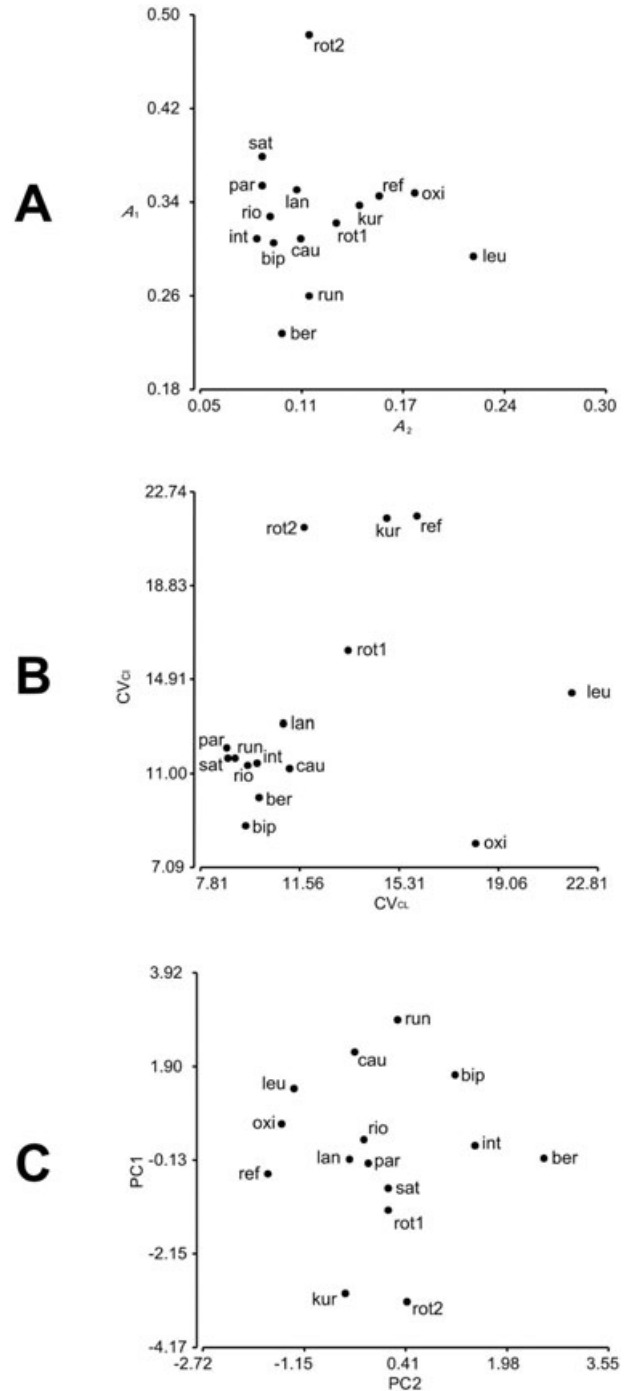 A
0.50
rot2
0.42
sat
par
lan
ref
oxi
0.34
A1
rio
kur
rot1
int
bip
cau
leu
0.26
run
ber
0.18
0.05 0.11 0.17 0.24 0.30
A2
B
22.74
rot2
kur
ref
18.83
rot1
14.91
CVCI
leu
lan
par
run
int
sat
rio
cau
11.00
ber
bip
oxi
7.09
7.81 11.56 15.31 19.06 22.81
CVCL
C
3.92
run
cau
1.90
bip
leu
oxi
rio
int
PC1
-0.13
lan
par
ber
ref
sat
rot1
-2.15
kur
rot2
-4.17
-2.72 -1.15 0.41 1.98 3.55
PC2